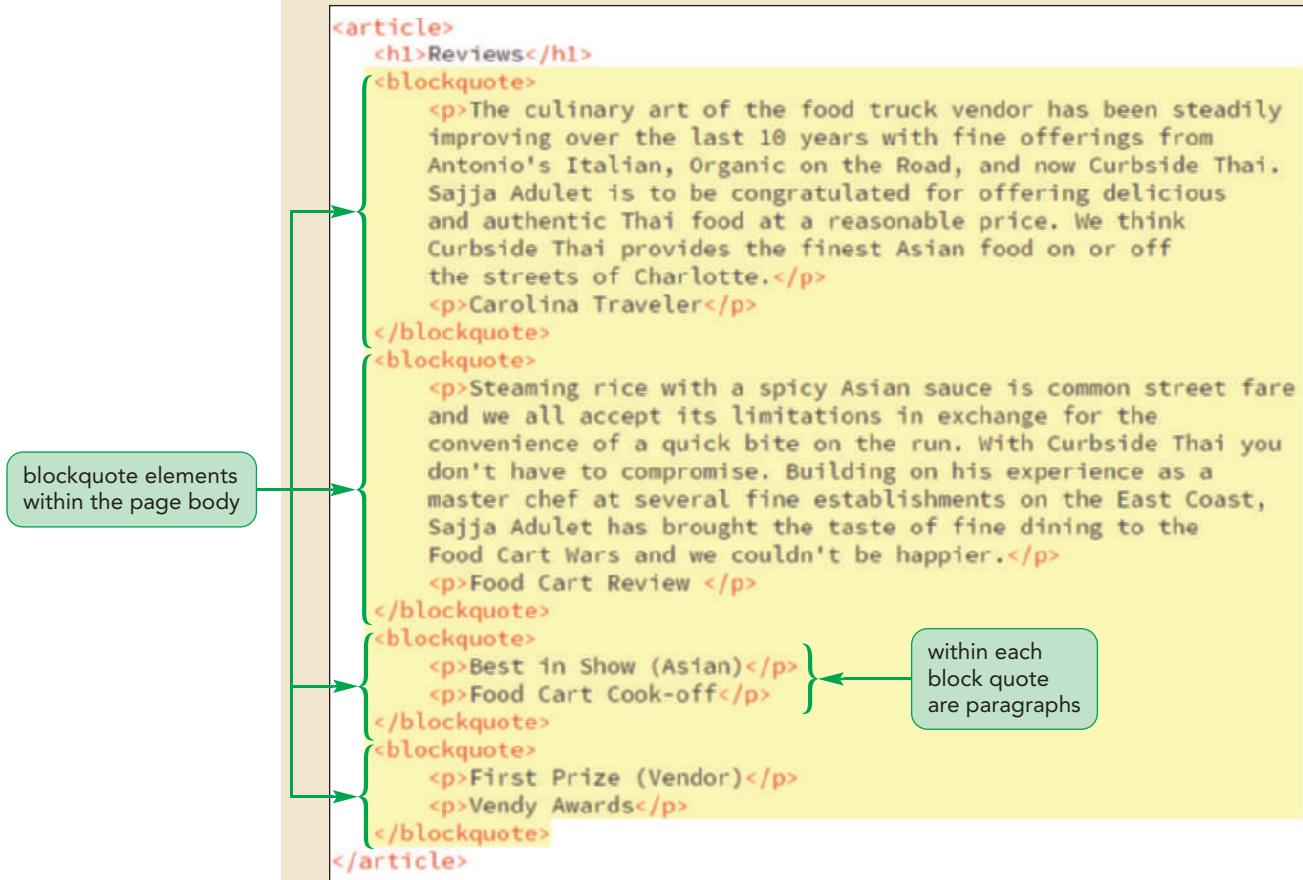 <article>
<h1>Reviews</h1>
<blockquote>
<p>The culinary art of the food truck vendor has been steadily
improving over the last 10 years with fine offerings from
Antonio's Italian, Organic on the Road, and now Curbside Thai.
Sajja Adulet is to be congratulated for offering delicious
and authentic Thai food at a reasonable price. We think
Curbside Thai provides the finest Asian food on or off
the streets of Charlotte.</p>
<p>Carolina Traveler</p>
</blockquote>
<blockquote>
<p>Steaming rice with a spicy Asian sauce is common street fare
and we all accept its limitations in exchange for the
convenience of a quick bite on the run. With Curbside Thai you
don't have to compromise. Building on his experience as a
master chef at several fine establishments on the East Coast,
Sajja Adulet has brought the taste of fine dining to the
Food Cart Wars and we couldn't be happier.</p>
<p>Food Cart Review </p>
</blockquote>
<blockquote>
<p>Best in Show (Asian)</p>
<p>Food Cart Cook-off</p>
</blockquote>
<blockquote>
<p>First Prize (Vendor)</p>
<p>Vendy Awards</p>
</blockquote>
</article>
blockquote elements
within the page body
within each
block quote
are paragraphs